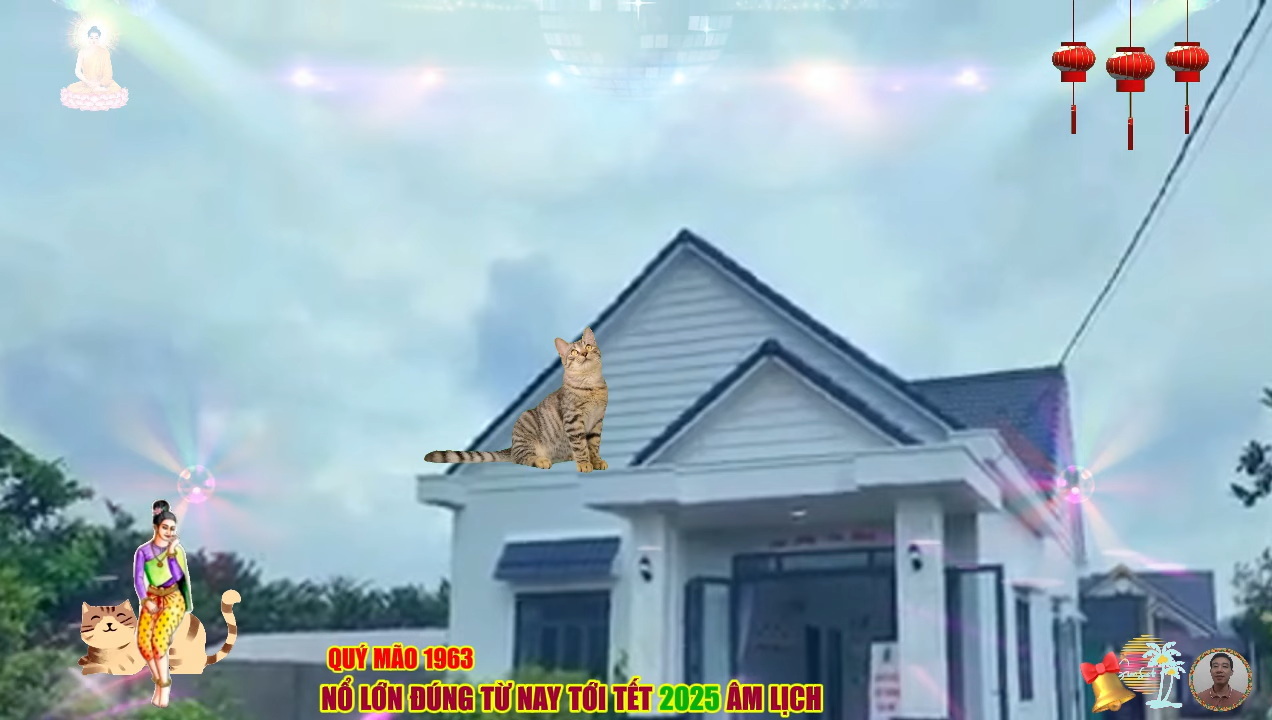 QUÝ MÃO 1963
NỔ LỚN ĐÚNG TỪ NAY TỚI TẾT 2025 ÂM LỊCH